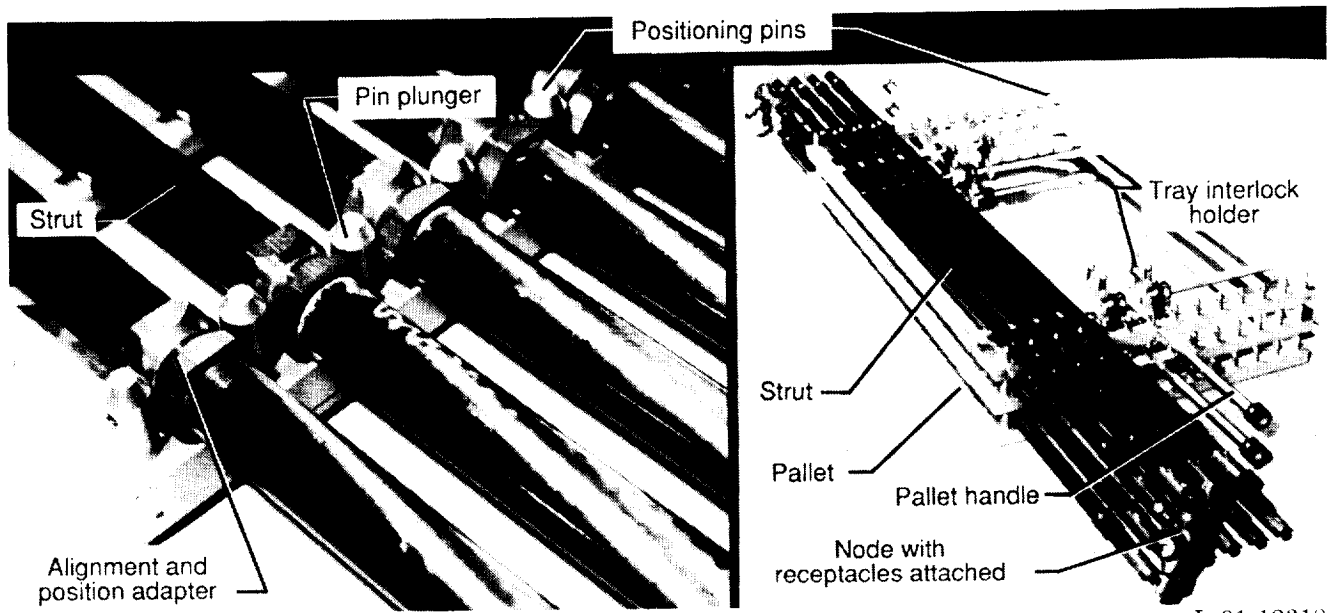 Positioning pins
Pin plunger
Strut
Tray interlock
holder
Strut
Pallet
Pallet handle
Alignment and
position adapter
Node with
receptacles attached